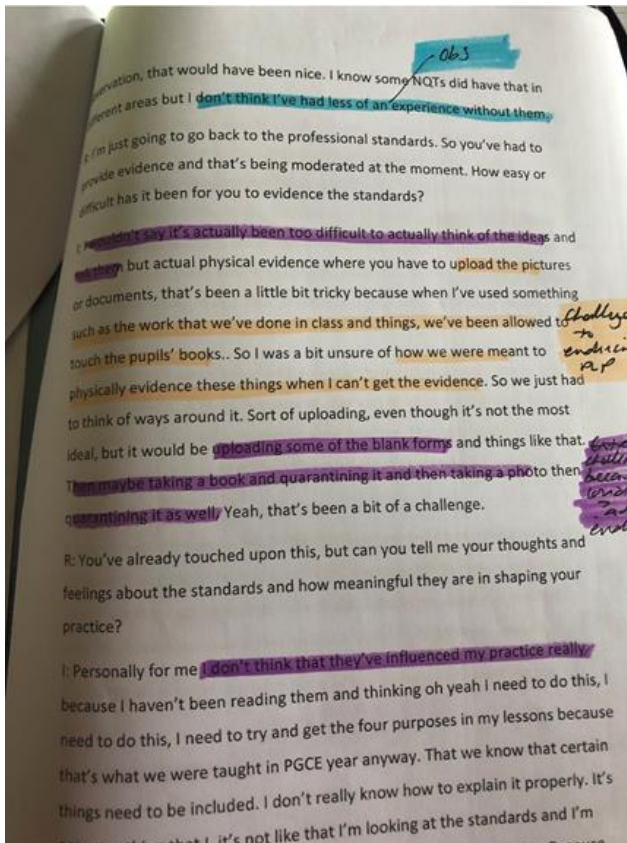 Obs
ervation, that would have been nice. I know some NQTs did have that in
erent areas but I don't think I've had less of an experience without them.
I'm just going to go back to the professional standards. So you've had to
provide evidence and that's being moderated at the moment. How easy or
difficult has it been for you to evidence the standards?
wouldn't say it's actually been too difficult to actually think of the ideas and
them but actual physical evidence where you have to upload the pictures
or documents, that's been a little bit tricky because when I've used something
such as the work that we've done in class and things, we've been allowed to
touch the pupils' books.. So I was a bit unsure of how we were meant to
physically evidence these things when I can't get the evidence. So we just had
to think of ways around it. Sort of uploading, even though it's not the most
ideal, but it would be uploading some of the blank forms and things like that.
Then maybe taking a book and quarantining it and then taking a photo then
quarantining it as well, Yeah, that's been a bit of a challenge.
R: You've already touched upon this, but can you tell me your thoughts and
feelings about the standards and how meaningful they are in shaping your
practice?
I: Personally for me I don't think that they've influenced my practice really
because I haven't been reading them and thinking oh yeah I need to do this, I
need to do this, I need to try and get the four purposes in my lessons because
that's what we were taught in PGCE year anyway. That we know that certain
things need to be included. I don't really know how to explain it properly. It's
it's not like that I'm looking at the standards and I'm